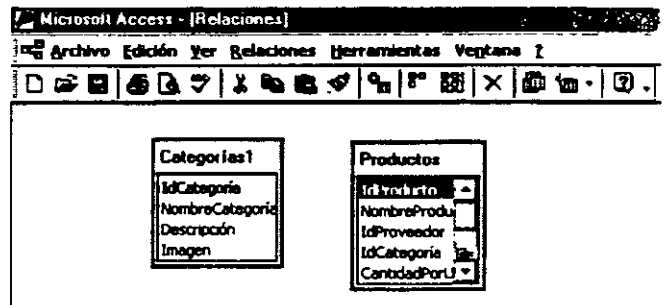 Microsoft Access - [Relaciones]
Archivo Edición Ver Relaciones Herramientas Ventana ?
Categorías1
IdCategoría
NombreCategoría
Descripción
Imagen
Productos
IdProducto
NombreProdu
IdProveedor
IdCategoría
CantidadPorU